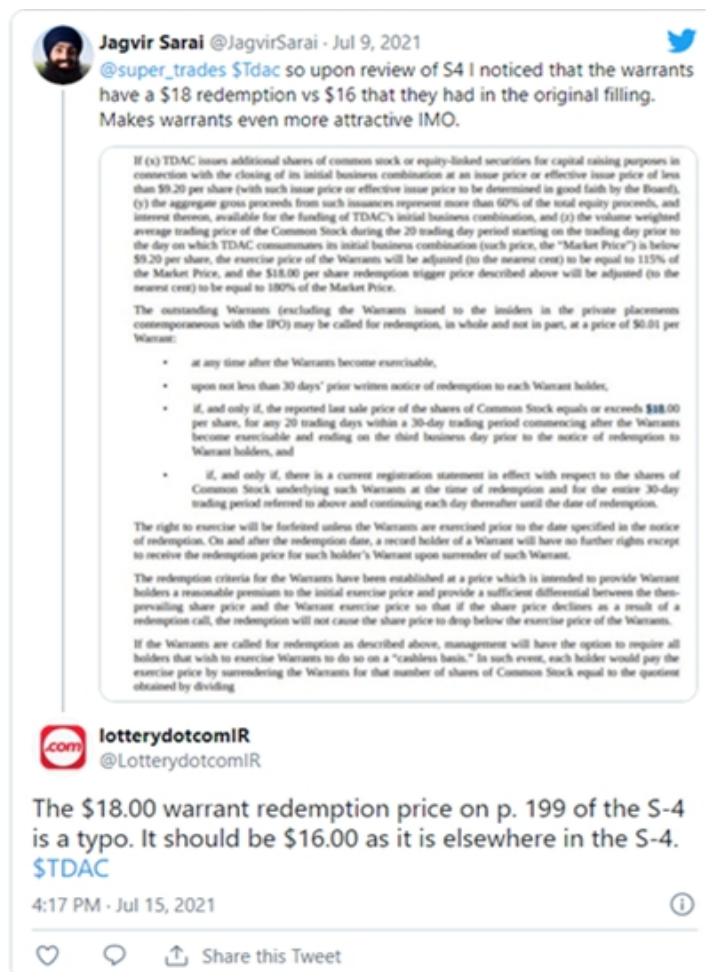 Jagvir Sarai @JagvirSarai · Jul 9, 2021
@super_trades $Tdac so upon review of S4 I noticed that the warrants
have a $18 redemption vs $16 that they had in the original filling.
Makes warrants even more attractive IMO.
If (x) TDAC issues additional shares of common stock or equity-linked securities for capital raising purposes in
connection with the closing of its initial business combination at an issue price or effective issue price of less
than $9.20 per share (with such issue price or effective issue price to be determined in good faith by the Board),
(y) the aggregate gross proceeds from such issuances represent more than 60% of the total equity proceeds, and
interest thereon, available for the funding of TDAC's initial business combination, and (z) the volume weighted
average trading price of the Common Stock during the 20 trading day period starting on the trading day prior to
the day on which TDAC consummates its initial business combination (such price, the "Market Price") is below
$9.20 per share, the exercise price of the Warrants will be adjusted (to the nearest cent) to be equal to 115% of
the Market Price, and the $18.00 per share redemption trigger price described above will be adjusted (to the
nearest cent) to be equal to 180% of the Market Price.
The outstanding Warrants (excluding the Warrants issued to the insiders in the private placements
contemporaneous with the IPO) may be called for redemption, in whole and not in part, at a price of $0.01 per
Warrant:
• at any time after the Warrants become exercisable,
• upon not less than 30 days' prior written notice of redemption to each Warrant holder,
• if, and only if, the reported last sale price of the shares of Common Stock equals or exceeds $18.00
per share, for any 20 trading days within a 30-day trading period commencing after the Warrants
become exercisable and ending on the third business day prior to the notice of redemption to
Warrant holders, and
• if, and only if, there is a current registration statement in effect with respect to the shares of
Common Stock underlying such Warrants at the time of redemption and for the entire 30-day
trading period referred to above and continuing each day thereafter until the date of redemption.
The right to exercise will be forfeited unless the Warrants are exercised prior to the date specified in the notice
of redemption. On and after the redemption date, a record holder of a Warrant will have no further rights except
to receive the redemption price for such holder's Warrant upon surrender of such Warrant.
The redemption criteria for the Warrants have been established at a price which is intended to provide Warrant
holders a reasonable premium to the initial exercise price and provide a sufficient differential between the then-
prevailing share price and the Warrant exercise price so that if the share price declines as a result of a
redemption call, the redemption will not cause the share price to drop below the exercise price of the Warrants.
If the Warrants are called for redemption as described above, management will have the option to require all
holders that wish to exercise Warrants to do so on a "cashless basis." In such event, each holder would pay the
exercise price by surrendering the Warrants for that number of shares of Common Stock equal to the quotient
obtained by dividing
.com
lotterydotcomIR
@LotterydotcomIR
The $18.00 warrant redemption price on p. 199 of the S-4
is a typo. It should be $16.00 as it is elsewhere in the S-4.
$TDAC
4:17 PM · Jul 15, 2021
Share this Tweet